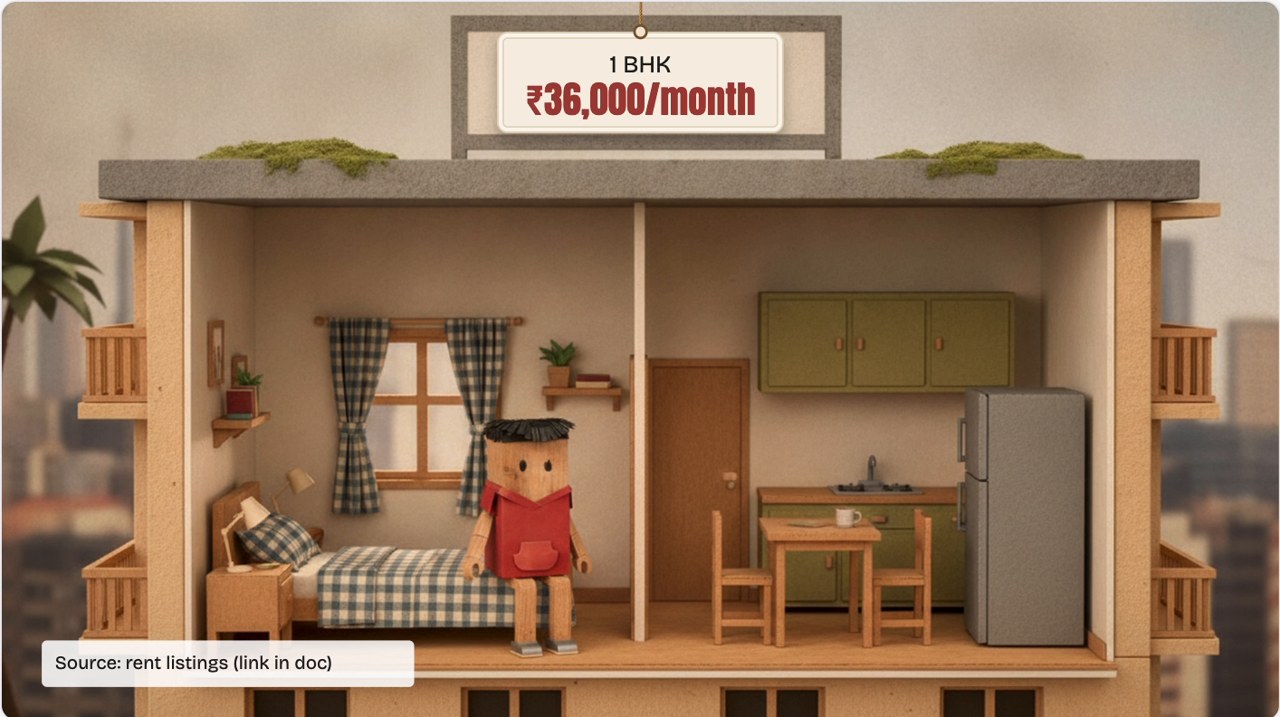 1 BHK
₹36,000/month
Source: rent listings (link in doc)